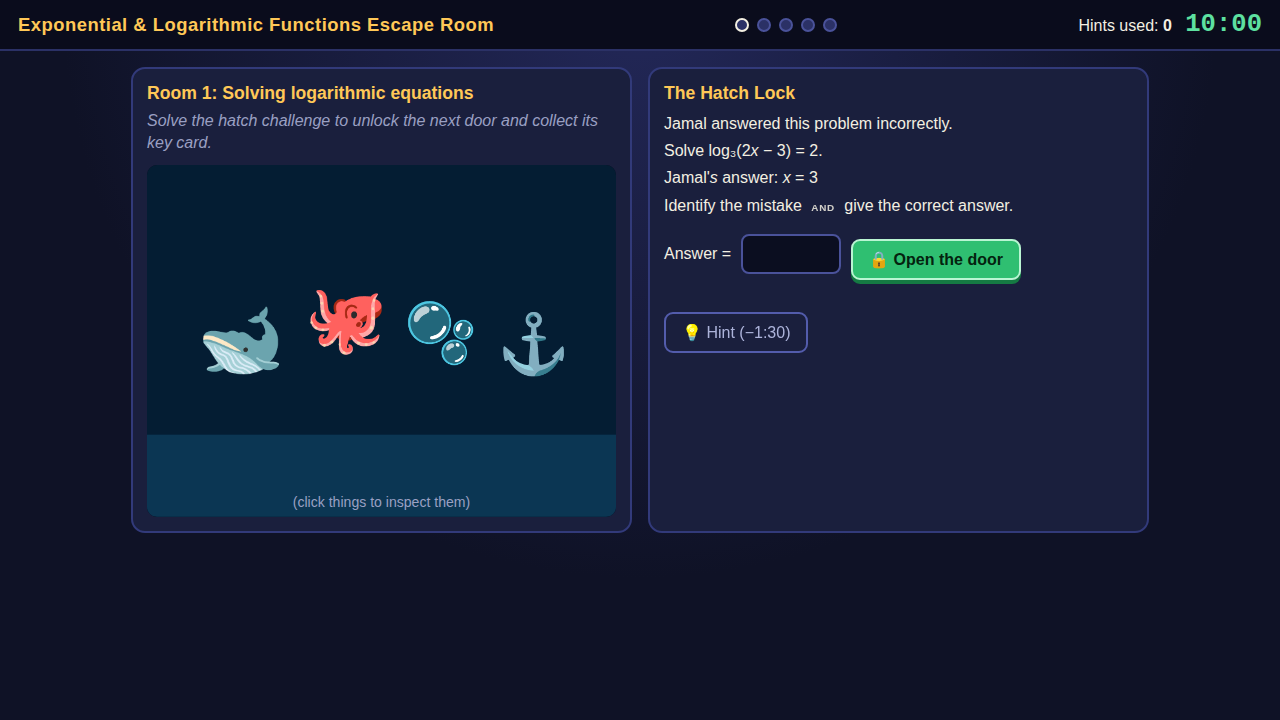 Exponential & Logarithmic Functions Escape Room
Hints used: 0 10:00
Room 1: Solving logarithmic equations
Solve the hatch challenge to unlock the next door and collect its
key card.
(click things to inspect them)
The Hatch Lock
Jamal answered this problem incorrectly.
Solve log₃(2x − 3) = 2.
Jamal's answer: x = 3
Identify the mistake AND give the correct answer.
Answer =
🔒 Open the door
💡 Hint (−1:30)